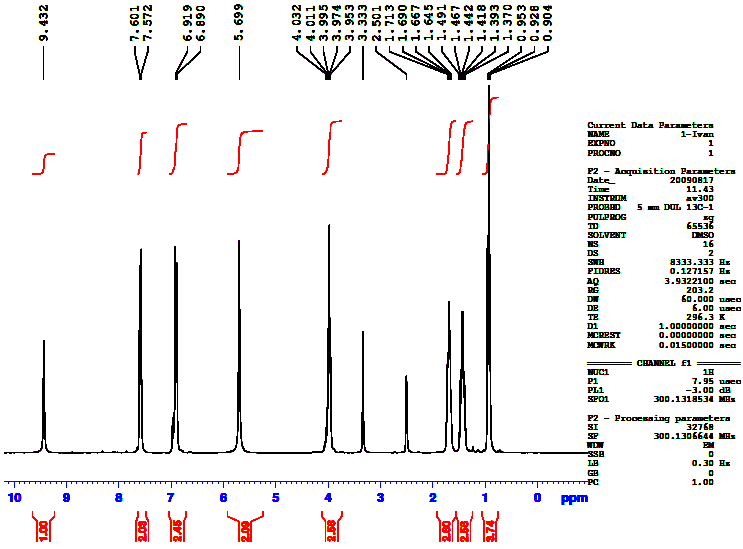 9.432
7.601
7.572
6.919
6.890
5.699
4.032
4.011
3.995
3.974
3.953
3.333
2.501
1.713
1.690
1.667
1.645
1.491
1.467
1.442
1.418
1.393
1.370
0.953
0.928
0.904
Current Data Parameters
NAME 1-Ivan
EXPNO 1
PROCNO 1
F2 - Acquisition Parameters
Date_ 20090817
Time 11.43
INSTRUM av300
PROBHD 5 mm DUL 13C-1
PULPROG zg
TD 65536
SOLVENT DMSO
NS 16
DS 2
SWH 8333.333 Hz
FIDRES 0.127157 Hz
AQ 3.9322100 sec
RG 203.2
DW 60.000 usec
DE 6.00 usec
TE 296.3 K
D1 1.00000000 sec
MCREST 0.00000000 sec
MCWRK 0.01500000 sec
======== CHANNEL f1 ========
NUC1 1H
P1 7.95 usec
PL1 -3.00 dB
SFO1 300.1318534 MHz
F2 - Processing parameters
SI 32768
SF 300.1306644 MHz
WDW EM
SSB 0
LB 0.30 Hz
GB 0
PC 1.00
10 9 8 7 6 5 4 3 2 1 0 ppm
1.00 2.03 2.45 2.09 2.58 2.60 2.58 3.74